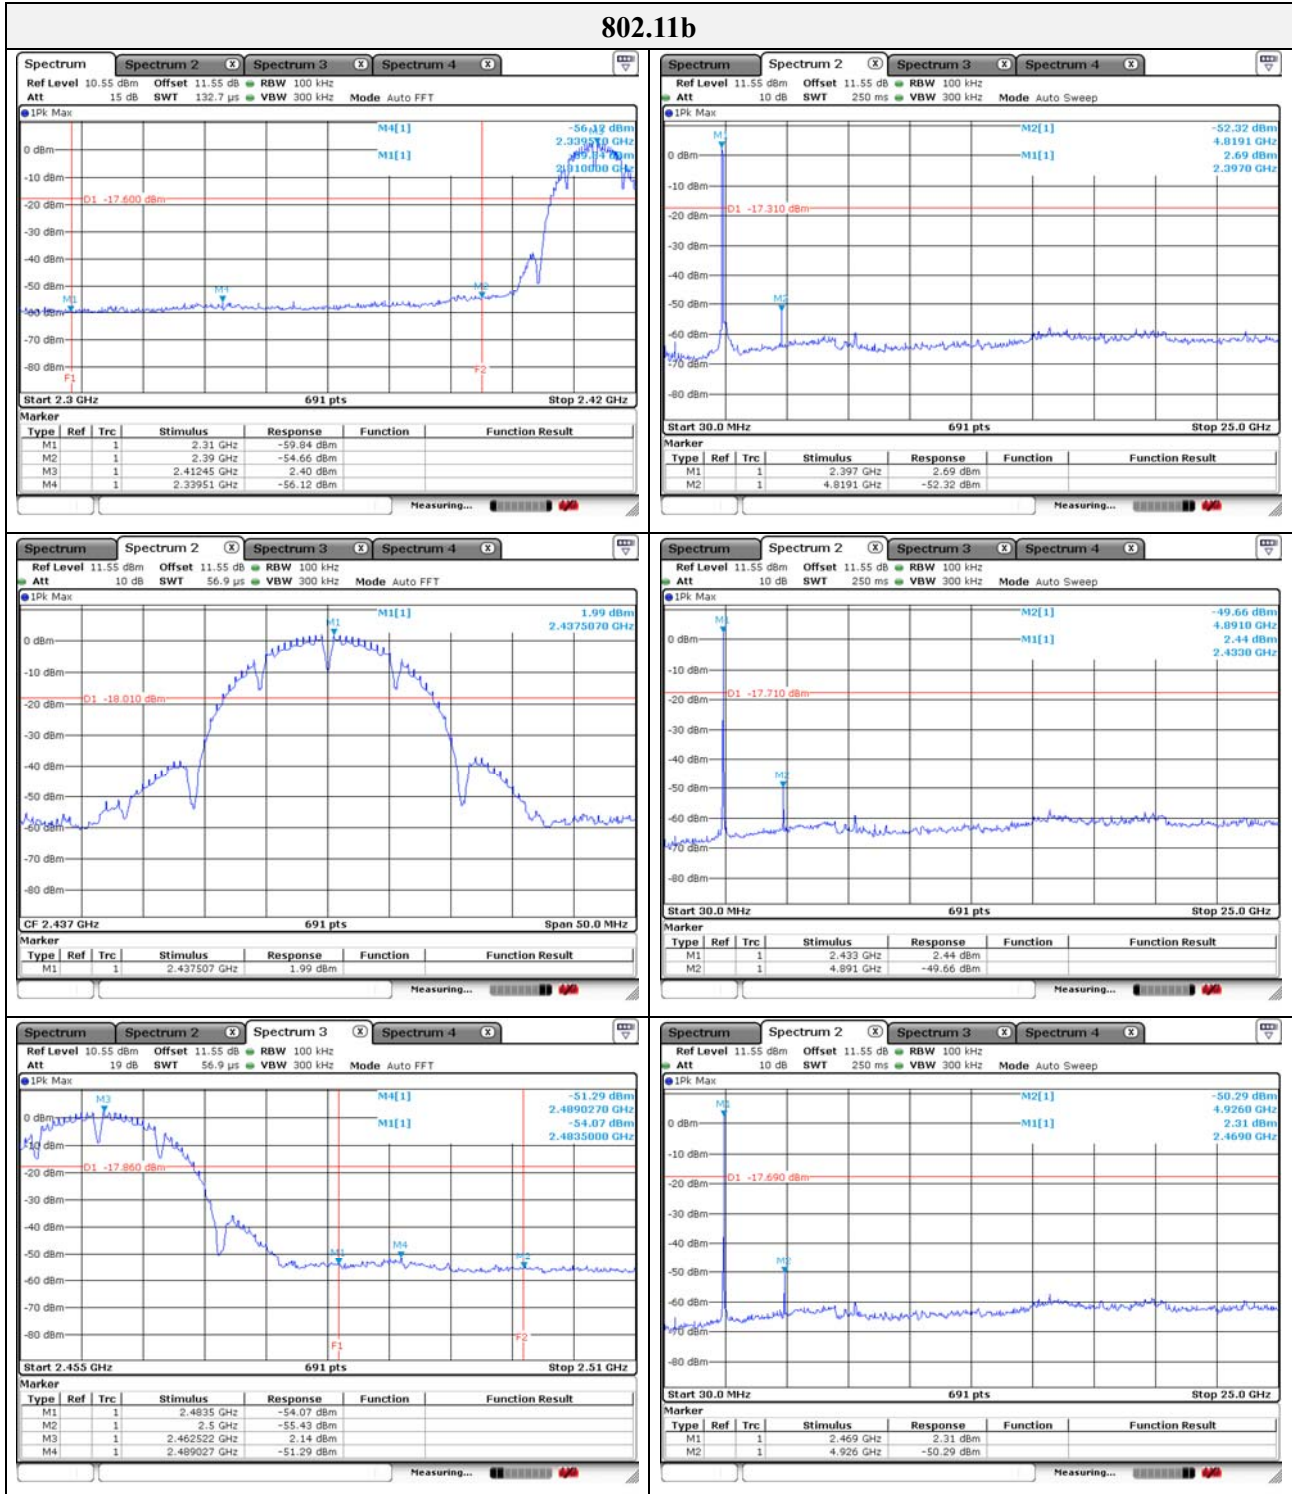 802.11b
Spectrum Spectrum 2 Spectrum 3 Spectrum 4
Ref Level 10.55 dBm Offset 11.55 dB RBW 100 kHz
Att 15 dB SWT 132.7 µs VBW 300 kHz Mode Auto FFT
1Pk Max
M4[1] -56.12 dBm
M1[1]
0 dBm
-10 dBm
D1 -17.600 dBm
-20 dBm
-30 dBm
-40 dBm
-50 dBm
M1 M4 M2
-70 dBm
-80 dBm
F1 F2
Start 2.3 GHz 691 pts Stop 2.42 GHz
Marker
Type Ref Trc Stimulus Response Function Function Result
M1 1 2.31 GHz -59.84 dBm
M2 1 2.39 GHz -54.66 dBm
M3 1 2.41245 GHz 2.40 dBm
M4 1 2.33951 GHz -56.12 dBm
Measuring...
Spectrum Spectrum 2 Spectrum 3 Spectrum 4
Ref Level 11.55 dBm Offset 11.55 dB RBW 100 kHz
Att 10 dB SWT 250 ms VBW 300 kHz Mode Auto Sweep
1Pk Max
M2[1] -52.32 dBm
4.8191 GHz
M1[1] 2.69 dBm
2.3970 GHz
0 dBm
-10 dBm
D1 -17.310 dBm
-20 dBm
-30 dBm
-40 dBm
-50 dBm
M2
-60 dBm
-70 dBm
-80 dBm
Start 30.0 MHz 691 pts Stop 25.0 GHz
Marker
Type Ref Trc Stimulus Response Function Function Result
M1 1 2.397 GHz 2.69 dBm
M2 1 4.8191 GHz -52.32 dBm
Measuring...
Spectrum Spectrum 2 Spectrum 3 Spectrum 4
Ref Level 11.55 dBm Offset 11.55 dB RBW 100 kHz
Att 10 dB SWT 56.9 µs VBW 300 kHz Mode Auto FFT
1Pk Max
M1[1] 1.99 dBm
2.4375070 GHz
M1
0 dBm
-10 dBm
D1 -18.010 dBm
-20 dBm
-30 dBm
-40 dBm
-50 dBm
-60 dBm
-70 dBm
-80 dBm
CF 2.437 GHz 691 pts Span 50.0 MHz
Marker
Type Ref Trc Stimulus Response Function Function Result
M1 1 2.437507 GHz 1.99 dBm
Measuring...
Spectrum Spectrum 2 Spectrum 3 Spectrum 4
Ref Level 11.55 dBm Offset 11.55 dB RBW 100 kHz
Att 10 dB SWT 250 ms VBW 300 kHz Mode Auto Sweep
1Pk Max
M2[1] -49.66 dBm
4.8910 GHz
M1[1] 2.44 dBm
2.4330 GHz
M1
0 dBm
-10 dBm
D1 -17.710 dBm
-20 dBm
-30 dBm
-40 dBm
M2
-50 dBm
-60 dBm
-70 dBm
-80 dBm
Start 30.0 MHz 691 pts Stop 25.0 GHz
Marker
Type Ref Trc Stimulus Response Function Function Result
M1 1 2.433 GHz 2.44 dBm
M2 1 4.891 GHz -49.66 dBm
Measuring...
Spectrum Spectrum 2 Spectrum 3 Spectrum 4
Ref Level 10.55 dBm Offset 11.55 dB RBW 100 kHz
Att 19 dB SWT 56.9 µs VBW 300 kHz Mode Auto FFT
1Pk Max
M4[1] -51.29 dBm
2.4890270 GHz
M1[1] -54.07 dBm
2.4835000 GHz
M3
0 dBm
-10 dBm
D1 -17.860 dBm
-20 dBm
-30 dBm
-40 dBm
M1 M4 M2
-50 dBm
-60 dBm
-70 dBm
-80 dBm
F1 F2
Start 2.455 GHz 691 pts Stop 2.51 GHz
Marker
Type Ref Trc Stimulus Response Function Function Result
M1 1 2.4835 GHz -54.07 dBm
M2 1 2.5 GHz -55.43 dBm
M3 1 2.462522 GHz 2.14 dBm
M4 1 2.489027 GHz -51.29 dBm
Measuring...
Spectrum Spectrum 2 Spectrum 3 Spectrum 4
Ref Level 11.55 dBm Offset 11.55 dB RBW 100 kHz
Att 10 dB SWT 250 ms VBW 300 kHz Mode Auto Sweep
1Pk Max
M2[1] -50.29 dBm
4.9260 GHz
M1[1] 2.31 dBm
2.4690 GHz
M1
0 dBm
-10 dBm
D1 -17.690 dBm
-20 dBm
-30 dBm
-40 dBm
M2
-50 dBm
-60 dBm
-70 dBm
-80 dBm
Start 30.0 MHz 691 pts Stop 25.0 GHz
Marker
Type Ref Trc Stimulus Response Function Function Result
M1 1 2.469 GHz 2.31 dBm
M2 1 4.926 GHz -50.29 dBm
Measuring...